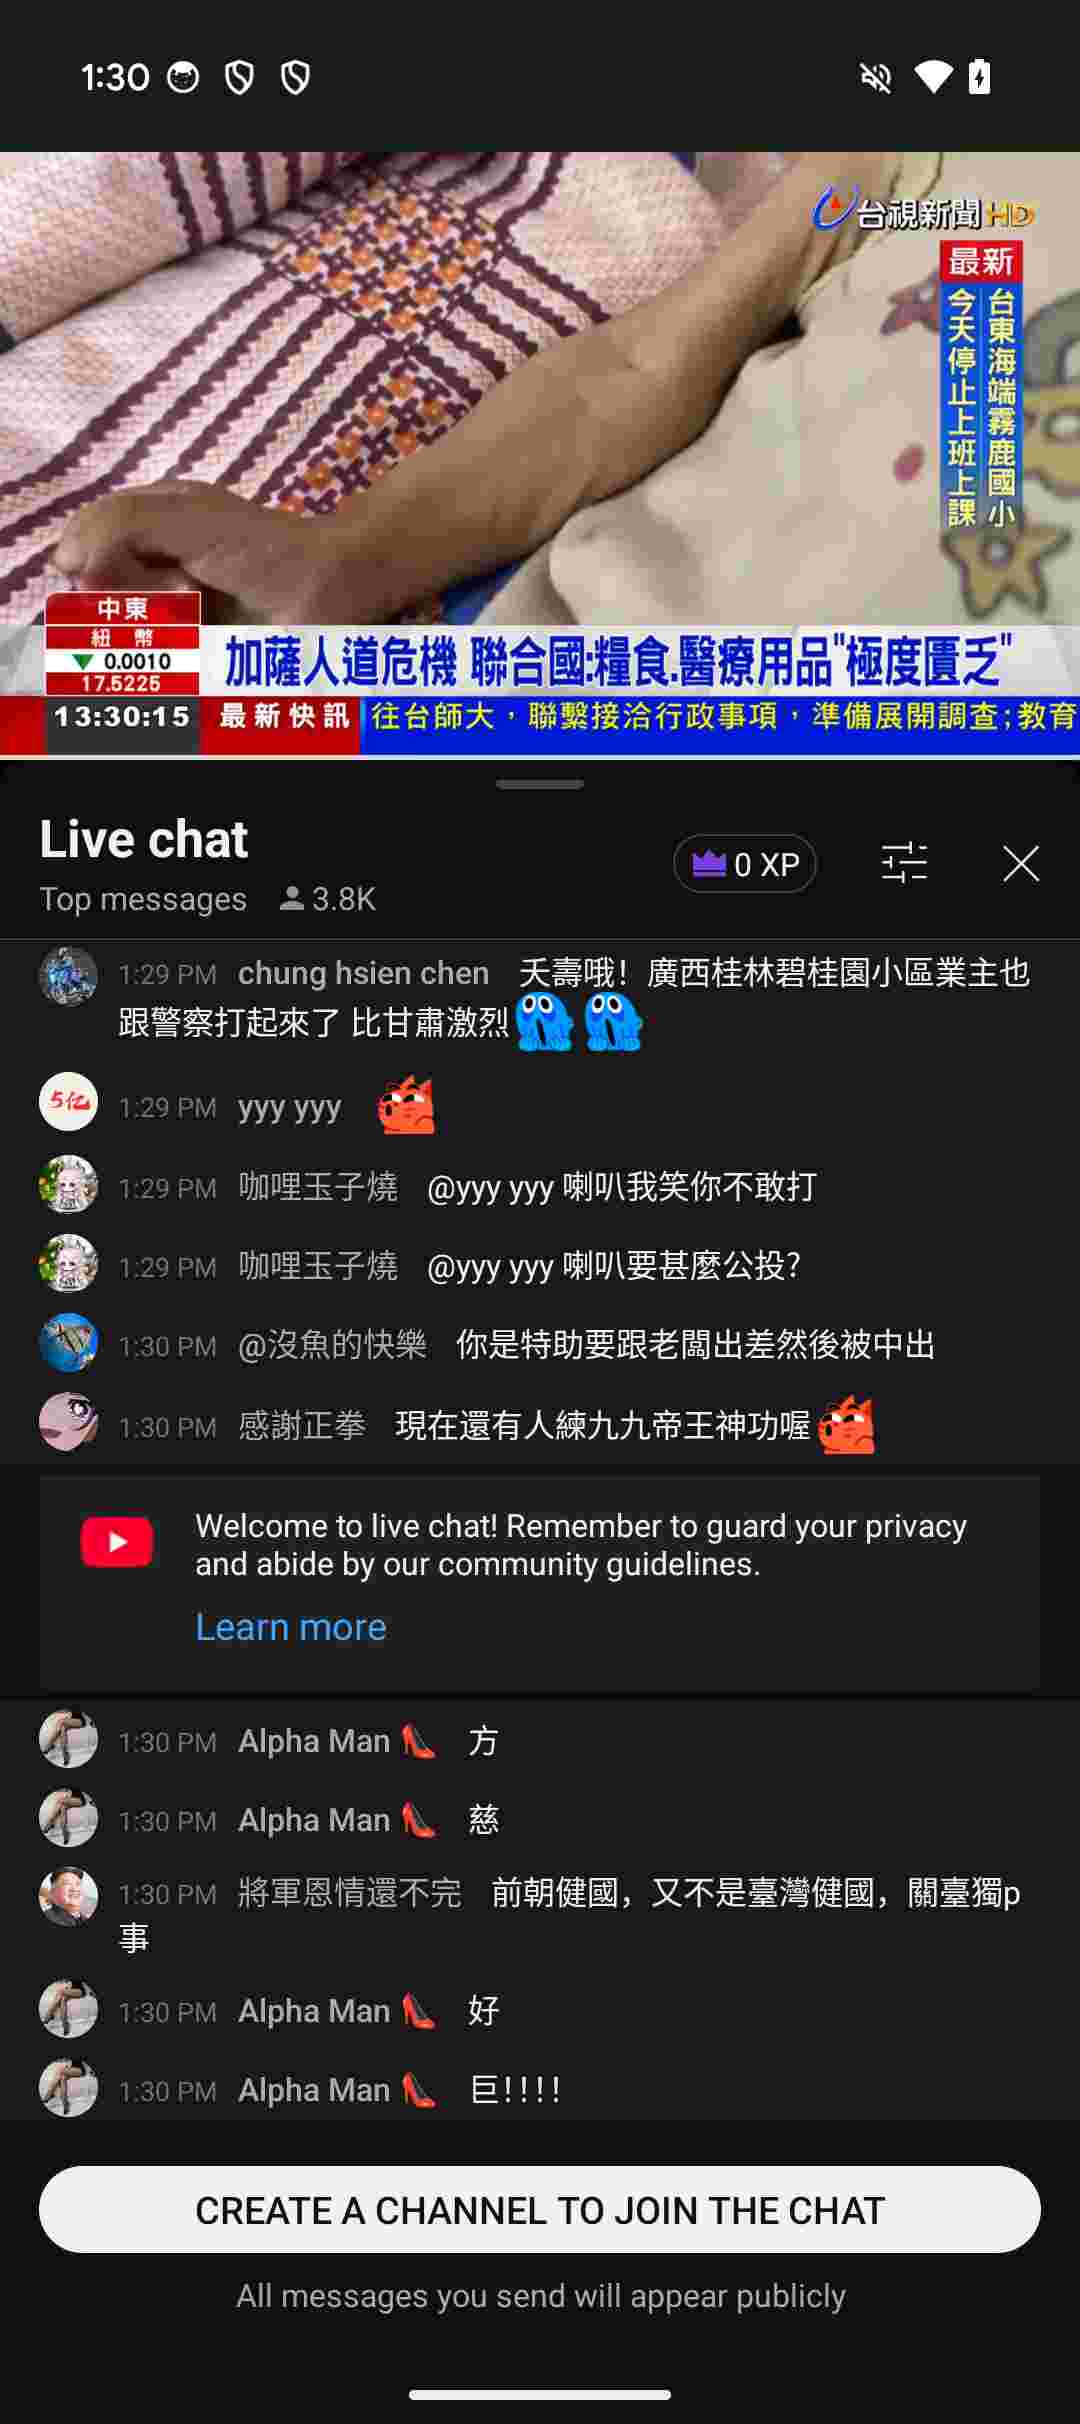 1:30
台視新聞HD
最新
台東海端霧鹿國小
今天停止上班上課
中東
紐 幣
0.0010
17.5225
加薩人道危機 聯合國:糧食.醫療用品"極度匱乏"
13:30:15 最新快訊 往台師大，聯繫接洽行政事項，準備展開調查;教育
Live chat
Top messages 3.8K
0 XP
1:29 PM chung hsien chen 夭壽哦！廣西桂林碧桂園小區業主也
跟警察打起來了 比甘肅激烈
5亿
1:29 PM yyy yyy
1:29 PM 咖哩玉子燒 @yyy yyy 喇叭我笑你不敢打
1:29 PM 咖哩玉子燒 @yyy yyy 喇叭要甚麼公投?
1:30 PM @沒魚的快樂 你是特助要跟老闆出差然後被中出
1:30 PM 感謝正拳 現在還有人練九九帝王神功喔
Welcome to live chat! Remember to guard your privacy
and abide by our community guidelines.
Learn more
1:30 PM Alpha Man 👠 方
1:30 PM Alpha Man 👠 慈
1:30 PM 將軍恩情還不完 前朝健國，又不是臺灣健國，關臺獨p
事
1:30 PM Alpha Man 👠 好
1:30 PM Alpha Man 👠 巨!!!!
CREATE A CHANNEL TO JOIN THE CHAT
All messages you send will appear publicly